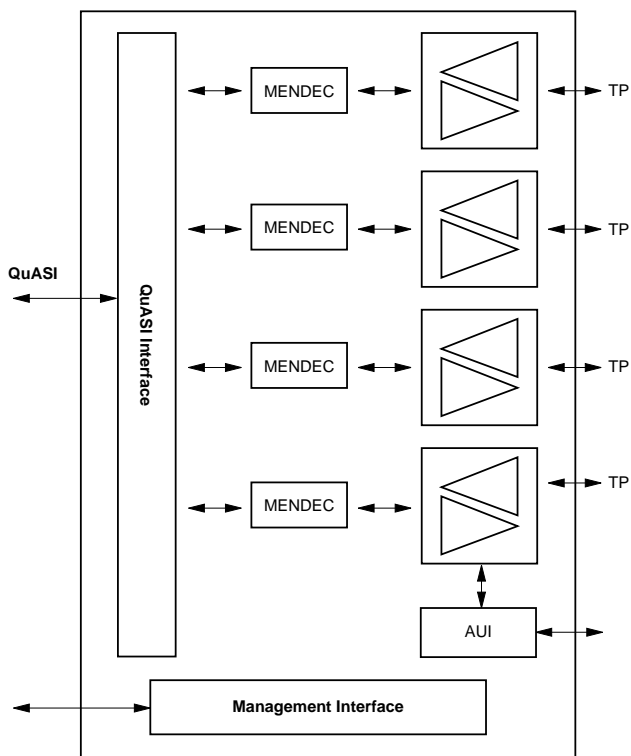 MENDEC
TP
MENDEC
TP
QuASI
QuASI Interface
MENDEC
TP
MENDEC
TP
AUI
Management Interface